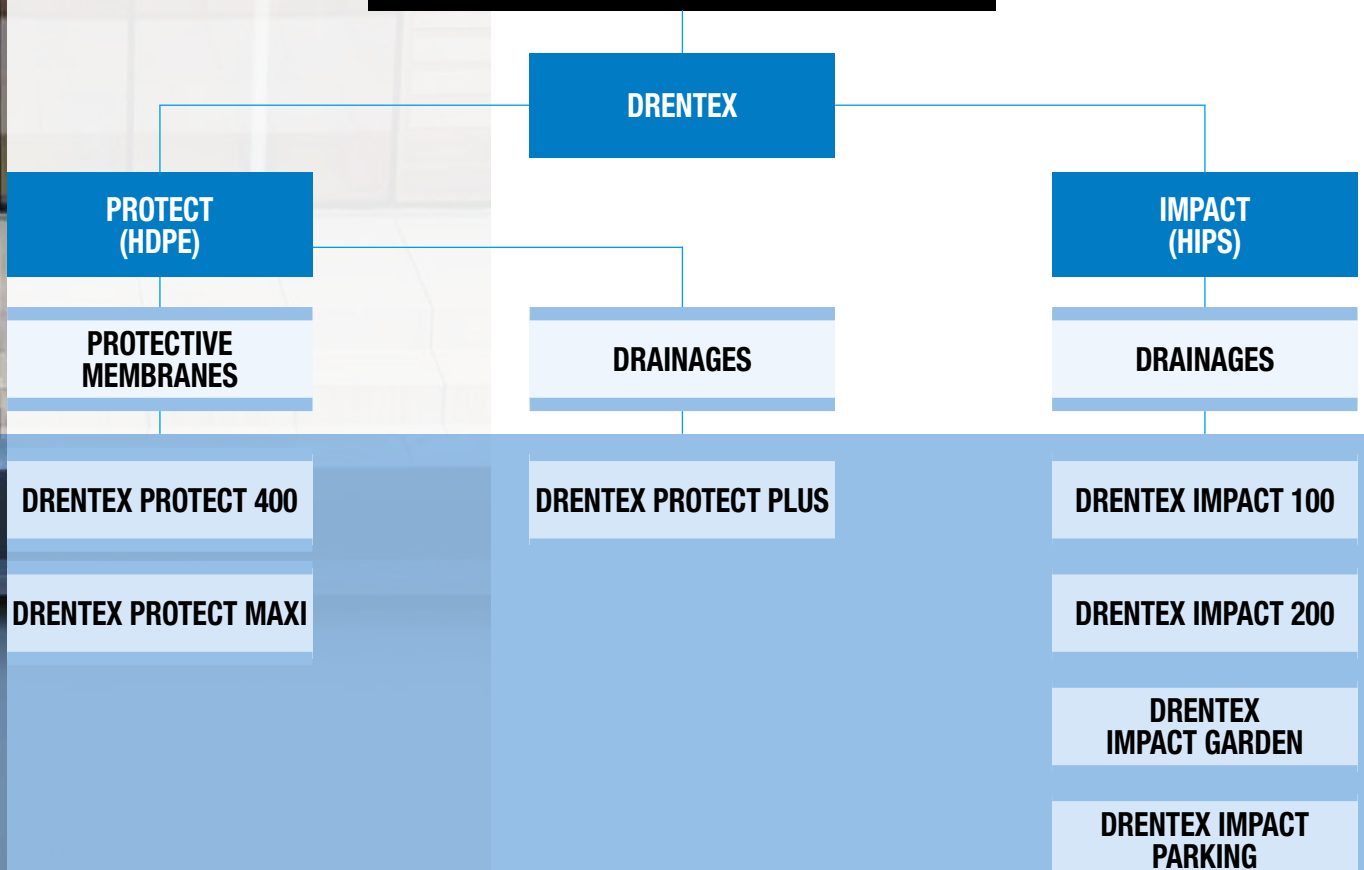 DRENTEX
PROTECT
(HDPE)
IMPACT
(HIPS)
PROTECTIVE
MEMBRANES
DRAINAGES
DRAINAGES
DRENTEX PROTECT 400
DRENTEX PROTECT PLUS
DRENTEX IMPACT 100
DRENTEX PROTECT MAXI
DRENTEX IMPACT 200
DRENTEX
IMPACT GARDEN
DRENTEX IMPACT
PARKING